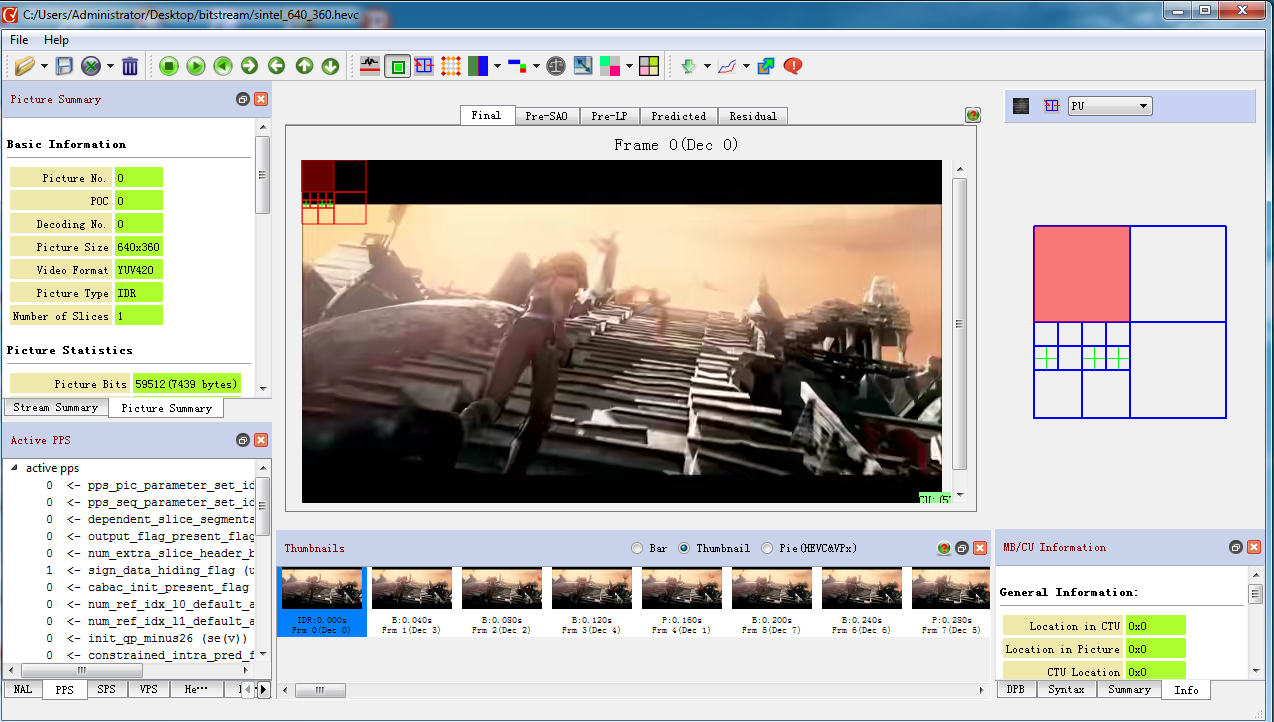 C:/Users/Administrator/Desktop/bitstream/sintel_640_360.hevc
File Help
Picture Summary
Basic Information
Picture No. 0
POC 0
Decoding No. 0
Picture Size 640x360
Video Format YUV420
Picture Type IDR
Number of Slices 1
Picture Statistics
Picture Bits 59512(7439 bytes)
Stream Summary Picture Summary
Active PPS
active pps
0 <- pps_pic_parameter_set_id
0 <- pps_seq_parameter_set_id
0 <- dependent_slice_segments
0 <- output_flag_present_flag
0 <- num_extra_slice_header_b
1 <- sign_data_hiding_flag (u
0 <- cabac_init_present_flag
0 <- num_ref_idx_l0_default_a
0 <- num_ref_idx_l1_default_a
0 <- init_qp_minus26 (se(v))
0 <- constrained_intra_pred_f
NAL PPS SPS VPS He···
Final Pre-SAO Pre-LP Predicted Residual
Frame 0(Dec 0)
CU: (5
Thumbnails Bar Thumbnail Pie(HEVC&VPx)
IDR:0.000s B:0.040s B:0.080s B:0.120s P:0.160s B:0.200s B:0.240s P:0.280s
Frm 0(Dec 0) Frm 1(Dec 3) Frm 2(Dec 2) Frm 3(Dec 4) Frm 4(Dec 1) Frm 5(Dec 7) Frm 6(Dec 6) Frm 7(Dec 5)
PU
MB/CU Information
General Information:
Location in CTU 0x0
Location in Picture 0x0
CTU Location 0x0
DPB Syntax Summary Info